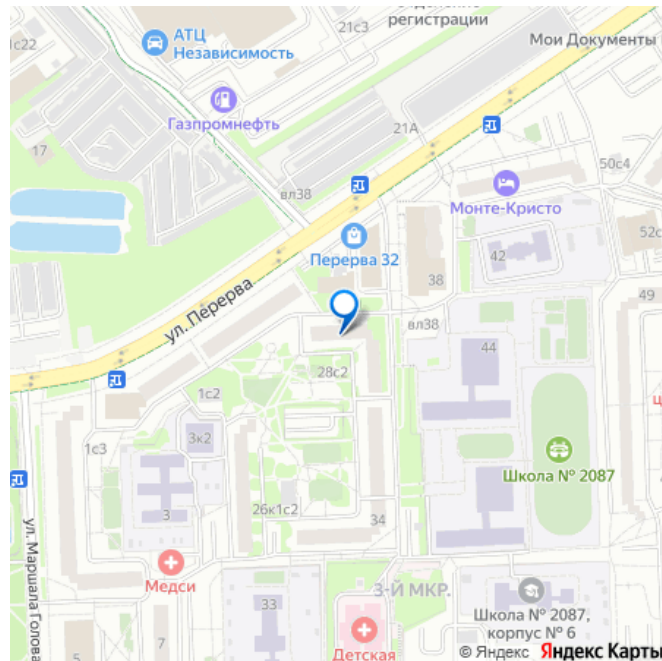 регистрации
21с3
АТЦ
Независимость
1с22
Мои Документы
Газпромнефть
21А
17
50с4
вл38
Монте-Кристо
52с
Перерва 32
42
38
ул. Перерва
49
вл38
44
28с2
1с2
3к2
1с3
Школа № 2087
26к1с2
3
34
ул. Маршала Голова
Медси
3-Й МКР.
33
7
Школа № 2087,
корпус № 6
5
Детская
© Яндекс Яндекс Карты